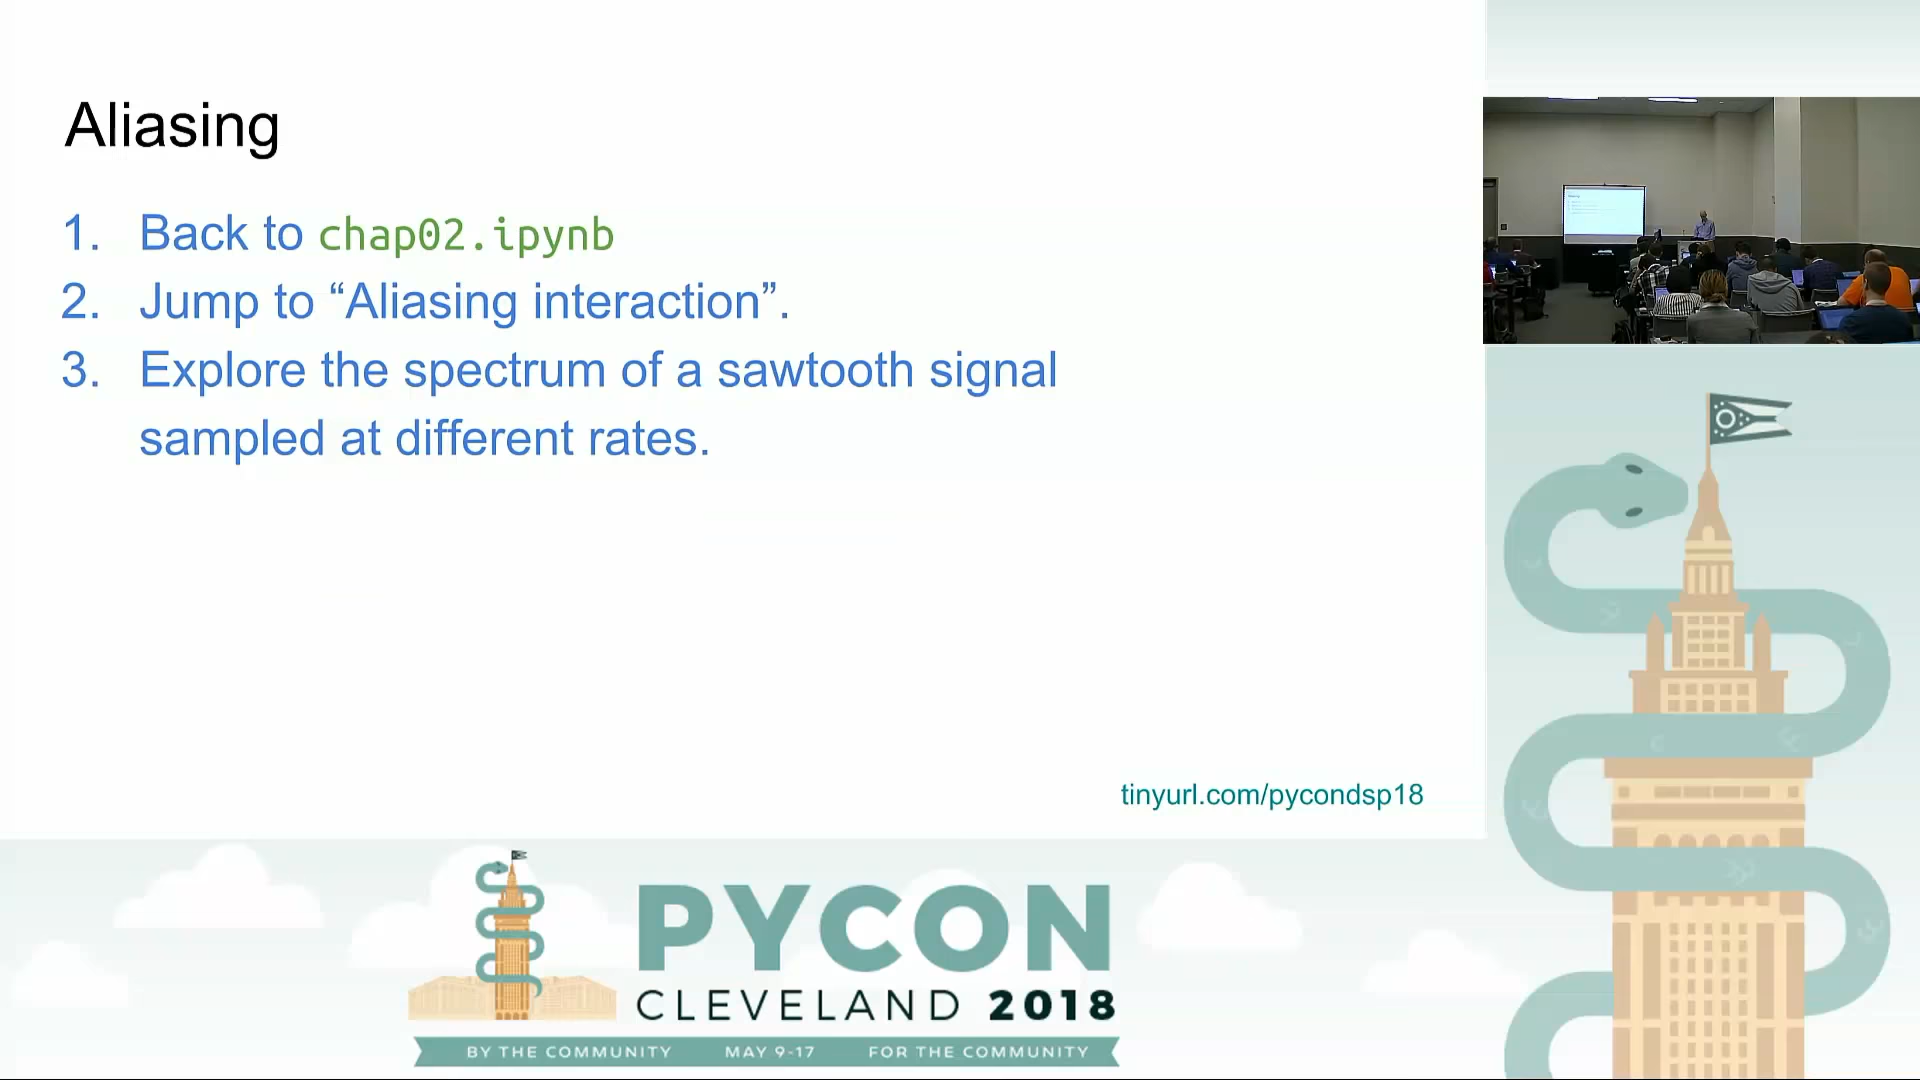 Aliasing
1. Back to chap02.ipynb
2. Jump to “Aliasing interaction”.
3. Explore the spectrum of a sawtooth signal
sampled at different rates.
tinyurl.com/pycondsp18
PYCON
CLEVELAND 2018
BY THE COMMUNITY MAY 9-17 FOR THE COMMUNITY